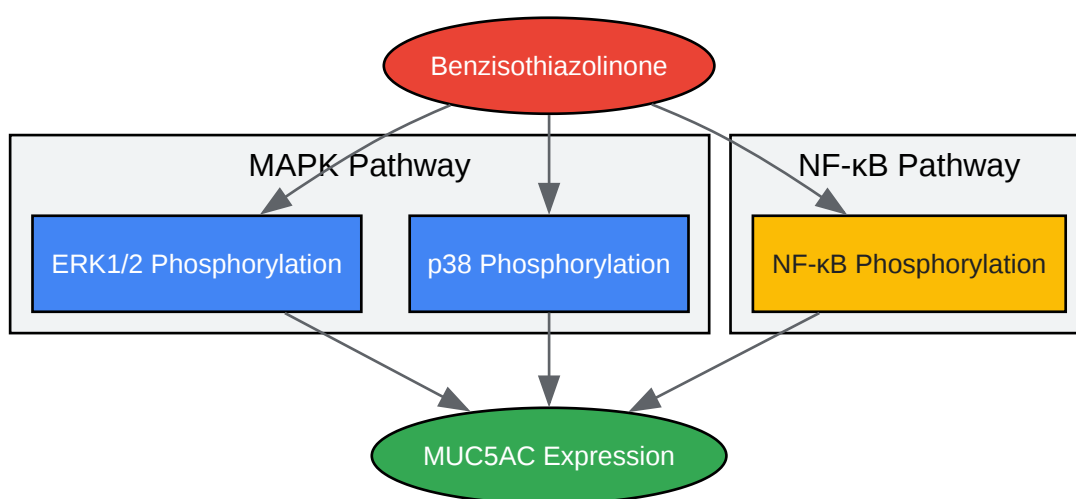 Benzisothiazolinone
MAPK Pathway
NF-κB Pathway
ERK1/2 Phosphorylation
p38 Phosphorylation
NF-κB Phosphorylation
MUC5AC Expression